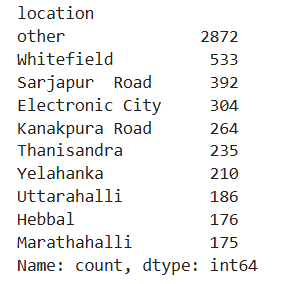 location
other                2872
Whitefield            533
Sarjapur  Road        392
Electronic City       304
Kanakpura Road        264
Thanisandra           235
Yelahanka             210
Uttarahalli           186
Hebbal                176
Marathahalli          175
Name: count, dtype: int64